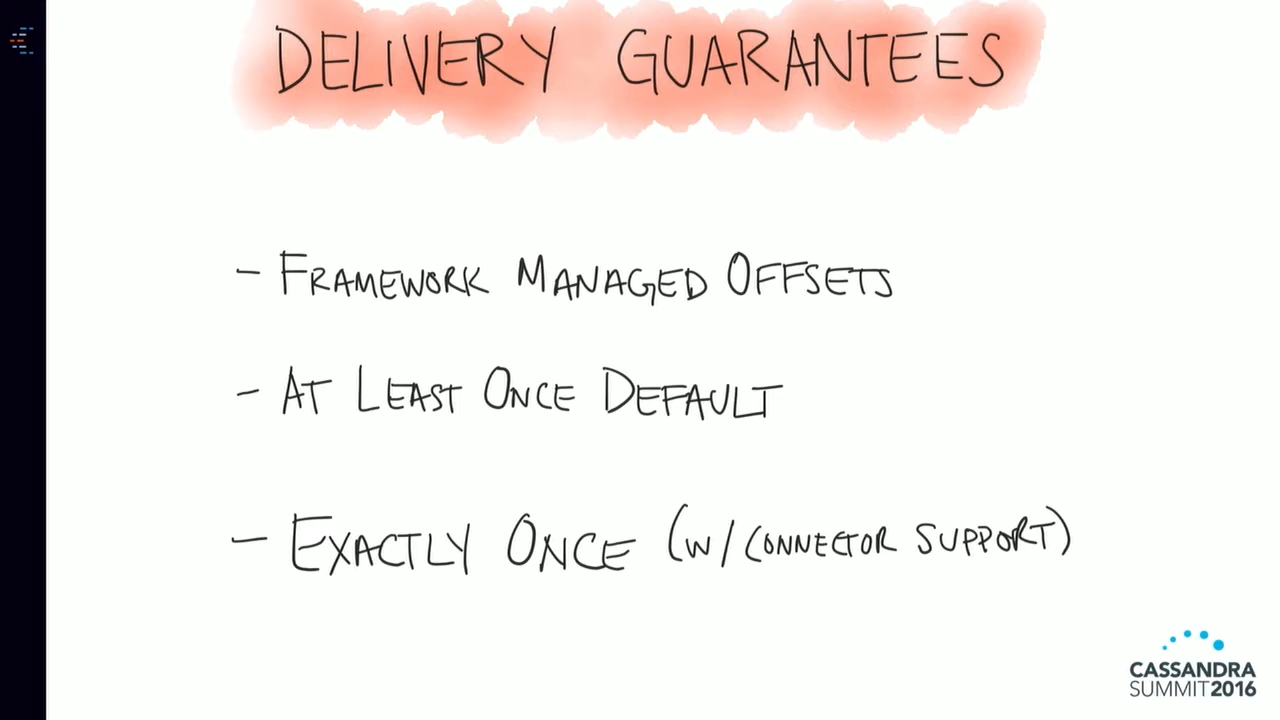 DELIVERY GUARANTEES
- FRAMEWORK MANAGED OFFSETS
- AT LEAST ONCE DEFAULT
- EXACTLY ONCE (W/CONNECTOR SUPPORT)
CASSANDRA
SUMMIT2016